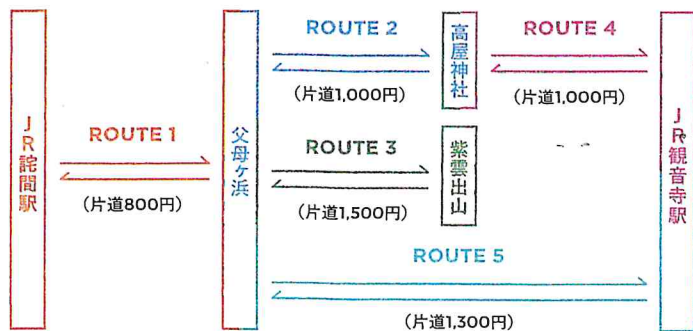 ROUTE 2
ROUTE 4
高屋神社
(片道1,000円)
(片道1,000円)
JR詫間駅
ROUTE 1
(片道800円)
父母ヶ浜
ROUTE 3
(片道1,500円)
紫雲出山
JR観音寺駅
ROUTE 5
(片道1,300円)